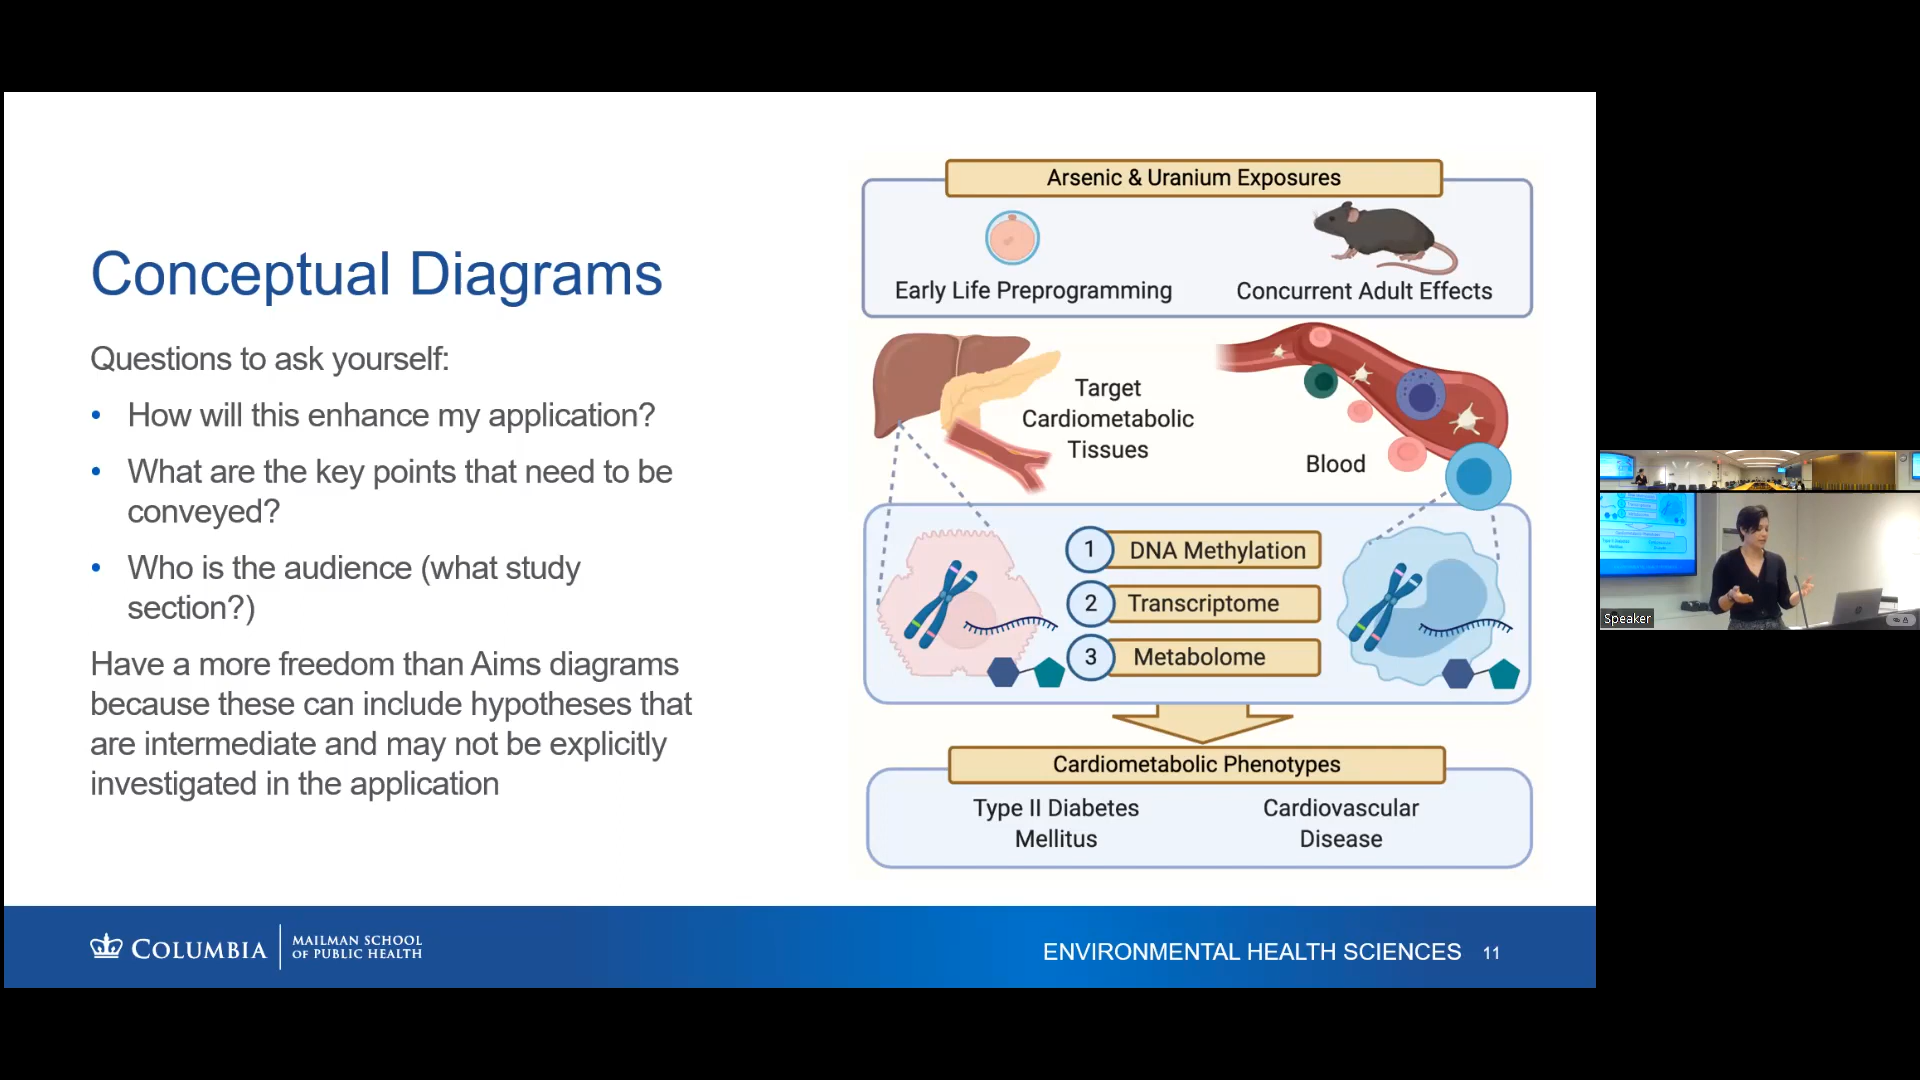 Conceptual Diagrams
Questions to ask yourself:
• How will this enhance my application?
• What are the key points that need to be
conveyed?
• Who is the audience (what study
section?)
Have a more freedom than Aims diagrams
because these can include hypotheses that
are intermediate and may not be explicitly
investigated in the application
Arsenic & Uranium Exposures
Early Life Preprogramming
Concurrent Adult Effects
Target
Cardiometabolic
Tissues
Blood
1 DNA Methylation
2 Transcriptome
3 Metabolome
Cardiometabolic Phenotypes
Type II Diabetes
Mellitus
Cardiovascular
Disease
COLUMBIA
MAILMAN SCHOOL
OF PUBLIC HEALTH
ENVIRONMENTAL HEALTH SCIENCES 11
Speaker